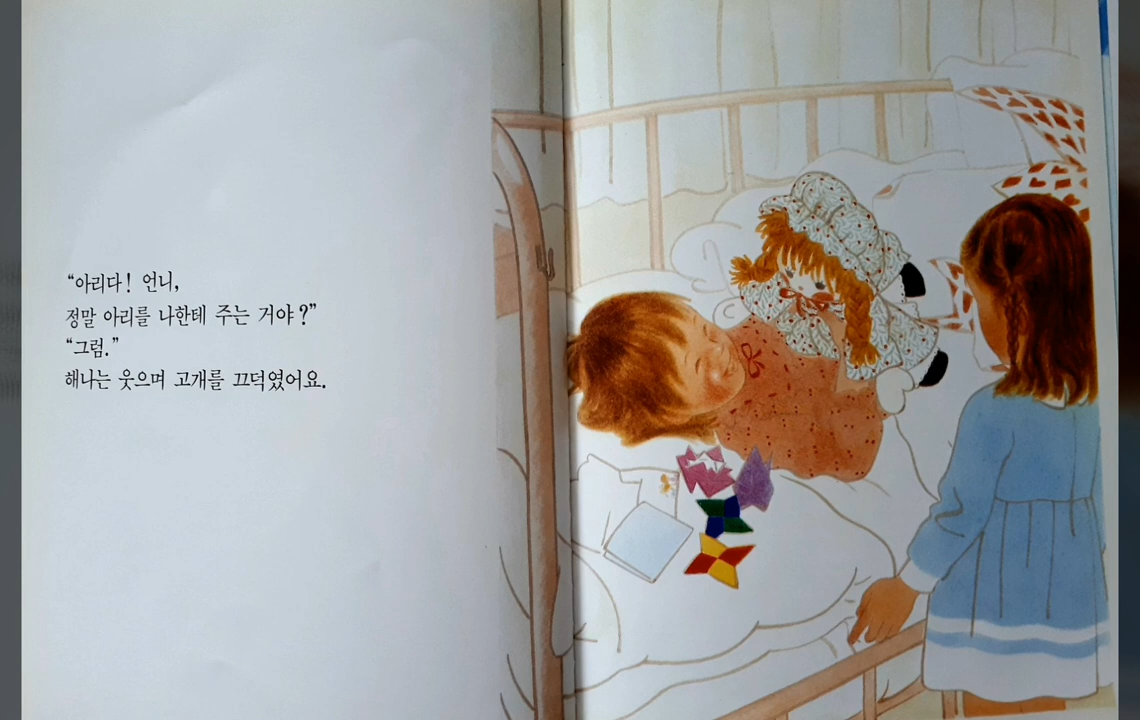 “아리다! 언니,
정말 아리를 나한테 주는 거야?”
“그럼.”
해나는 웃으며 고개를 끄덕였어요.